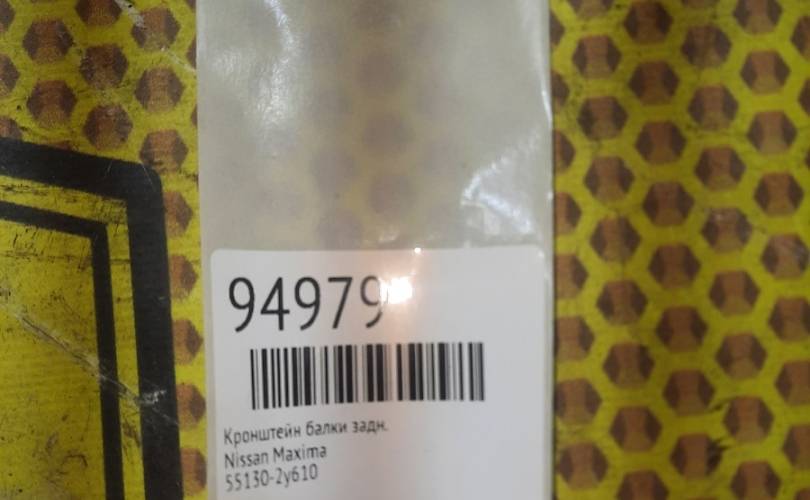 94979
Кронштейн балки задн.
Nissan Maxima
55130-2y610